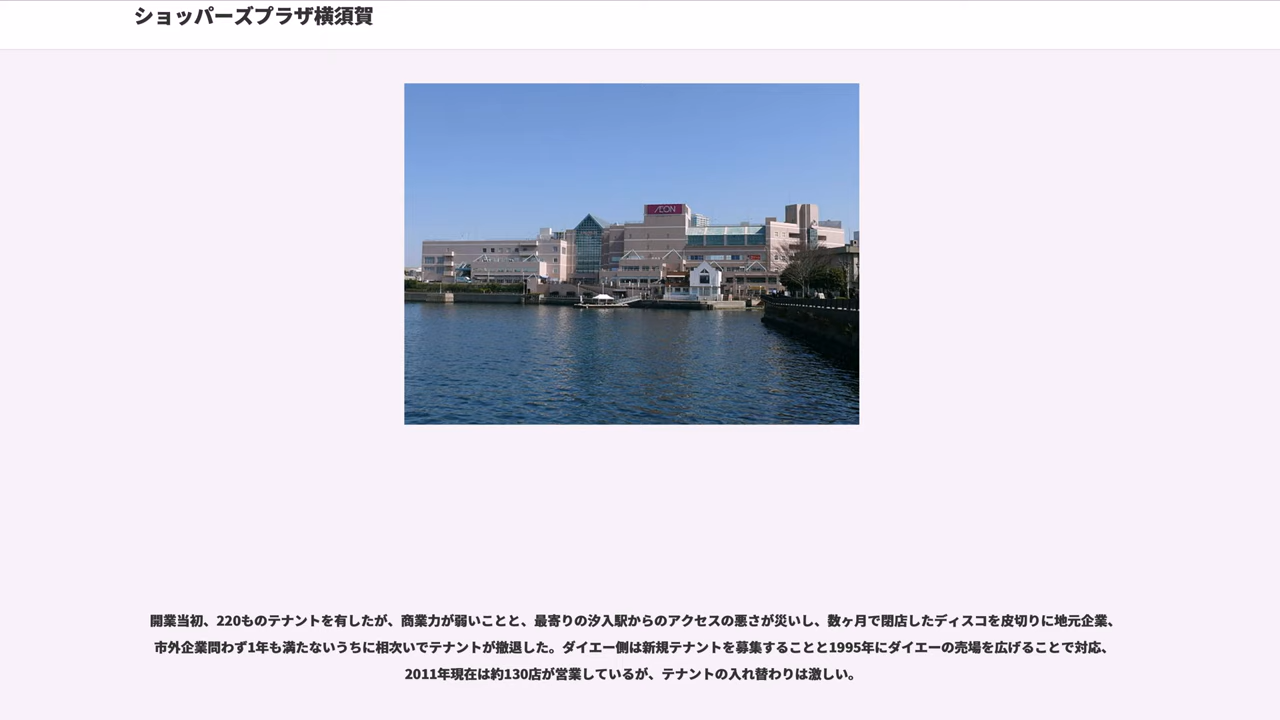 ショッパーズプラザ横須賀
ÆON
開業当初、220ものテナントを有したが、商業力が弱いことと、最寄りの汐入駅からのアクセスの悪さが災いし、数ヶ月で閉店したディスコを皮切りに地元企業、
市外企業問わず1年も満たないうちに相次いでテナントが撤退した。ダイエー側は新規テナントを募集することと1995年にダイエーの売場を広げることで対応、
2011年現在は約130店が営業しているが、テナントの入れ替わりは激しい。